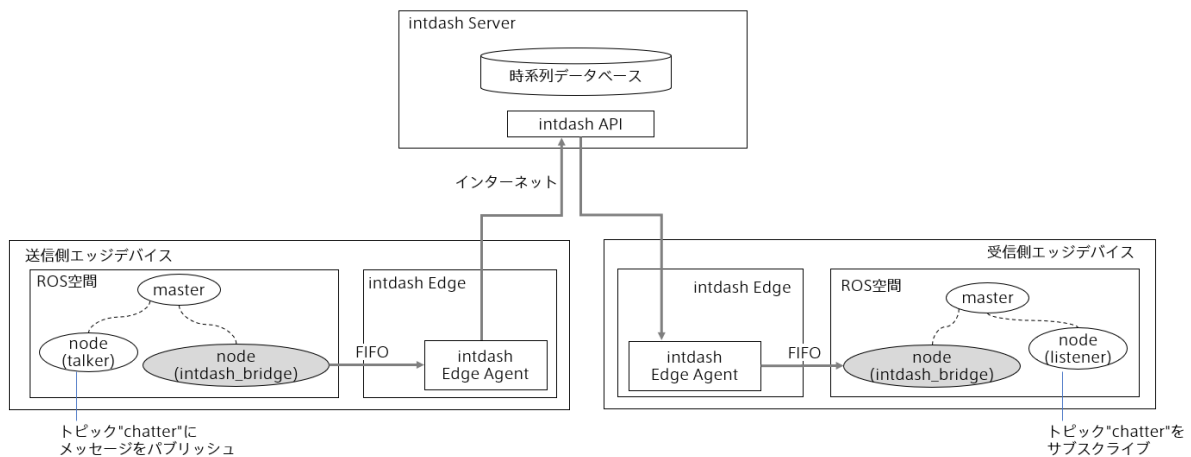 intdash Server
時系列データベース
intdash API
インターネット
送信側エッジデバイス
ROS空間
master
node
(talker)
node
(intdash_bridge)
FIFO
intdash Edge
intdash
Edge Agent
トピック"chatter"に
メッセージをパブリッシュ
受信側エッジデバイス
intdash Edge
intdash
Edge Agent
FIFO
ROS空間
master
node
(intdash_bridge)
node
(listener)
トピック"chatter"を
サブスクライブ